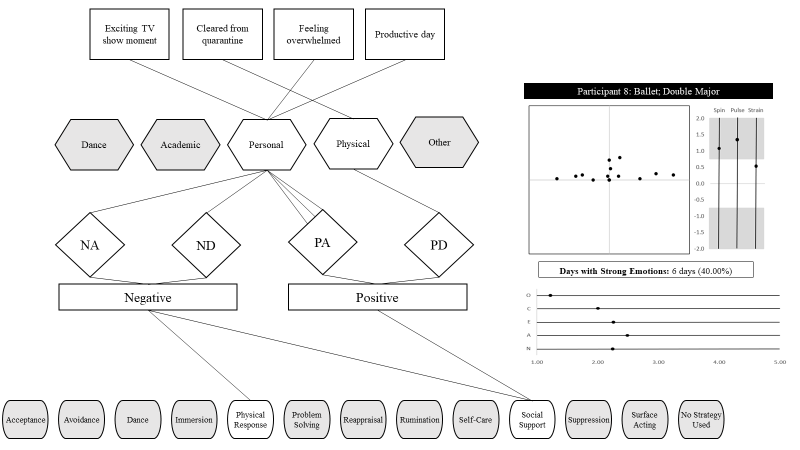 Exciting TV
show moment
Cleared from
quarantine
Feeling
overwhelmed
Productive day
Participant 8: Ballet; Double Major
Spin Pulse Strain
2.0
1.5
1.0
0.5
0.0
-0.5
-1.0
-1.5
-2.0
Dance
Academic
Personal
Physical
Other
NA
ND
PA
PD
Days with Strong Emotions: 6 days (40.00%)
Negative
Positive
O
C
E
A
N
1.00 2.00 3.00 4.00 5.00
Acceptance
Avoidance
Dance
Immersion
Physical
Response
Problem
Solving
Reappraisal
Rumination
Self-Care
Social
Support
Suppression
Surface
Acting
No Strategy
Used